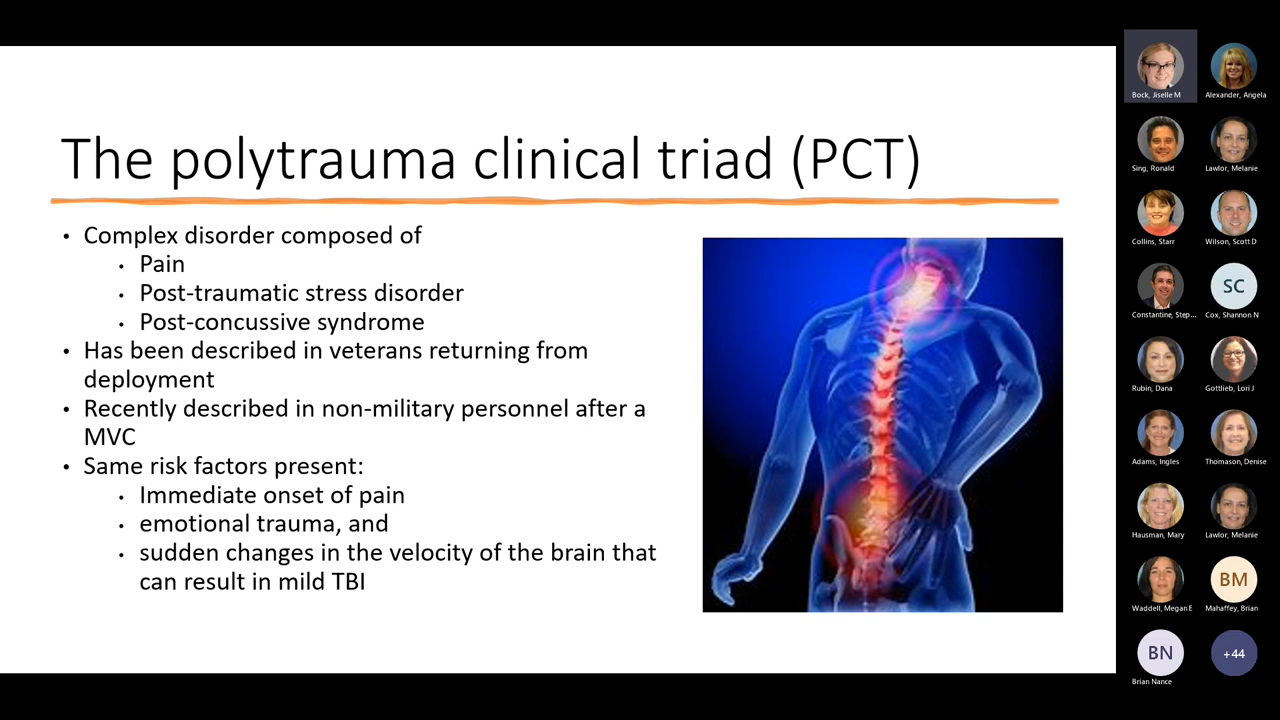 The polytrauma clinical triad (PCT)
• Complex disorder composed of
• Pain
• Post-traumatic stress disorder
• Post-concussive syndrome
• Has been described in veterans returning from
deployment
• Recently described in non-military personnel after a
MVC
• Same risk factors present:
• Immediate onset of pain
• emotional trauma, and
• sudden changes in the velocity of the brain that
can result in mild TBI
Bock, Jiselle M
Alexander, Angela
Sing, Ronald
Lawlor, Melanie
Collins, Starr
Wilson, Scott D
Constantine, Step...
SC
Cox, Shannon N
Rubin, Dana
Gottlieb, Lori J
Adams, Ingles
Thomason, Denise
Hausman, Mary
Lawlor, Melanie
Waddell, Megan E
BM
Mahaffey, Brian
BN
Brian Nance
+44